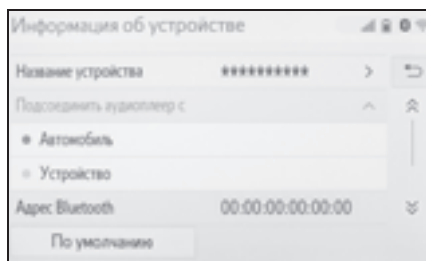 Информация об устройстве
Название устройства **********
Подсоединить аудиоплеер с
Автомобиль
Устройство
Адрес Bluetooth 00:00:00:00:00:00
По умолчанию